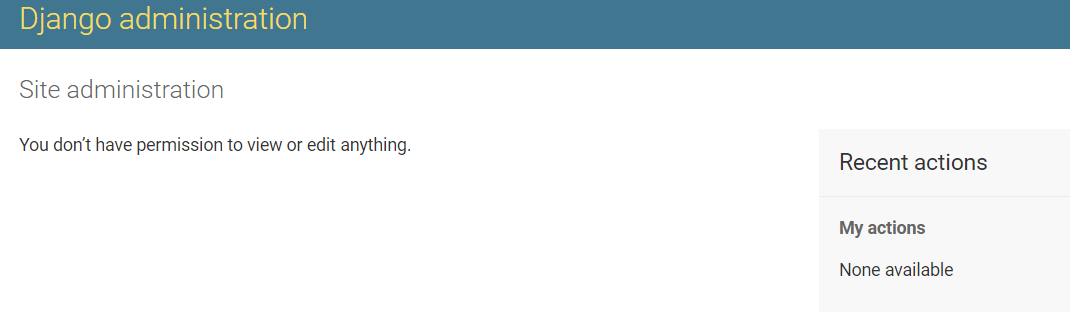 Django administration
Site administration
You don’t have permission to view or edit anything.
Recent actions
My actions
None available